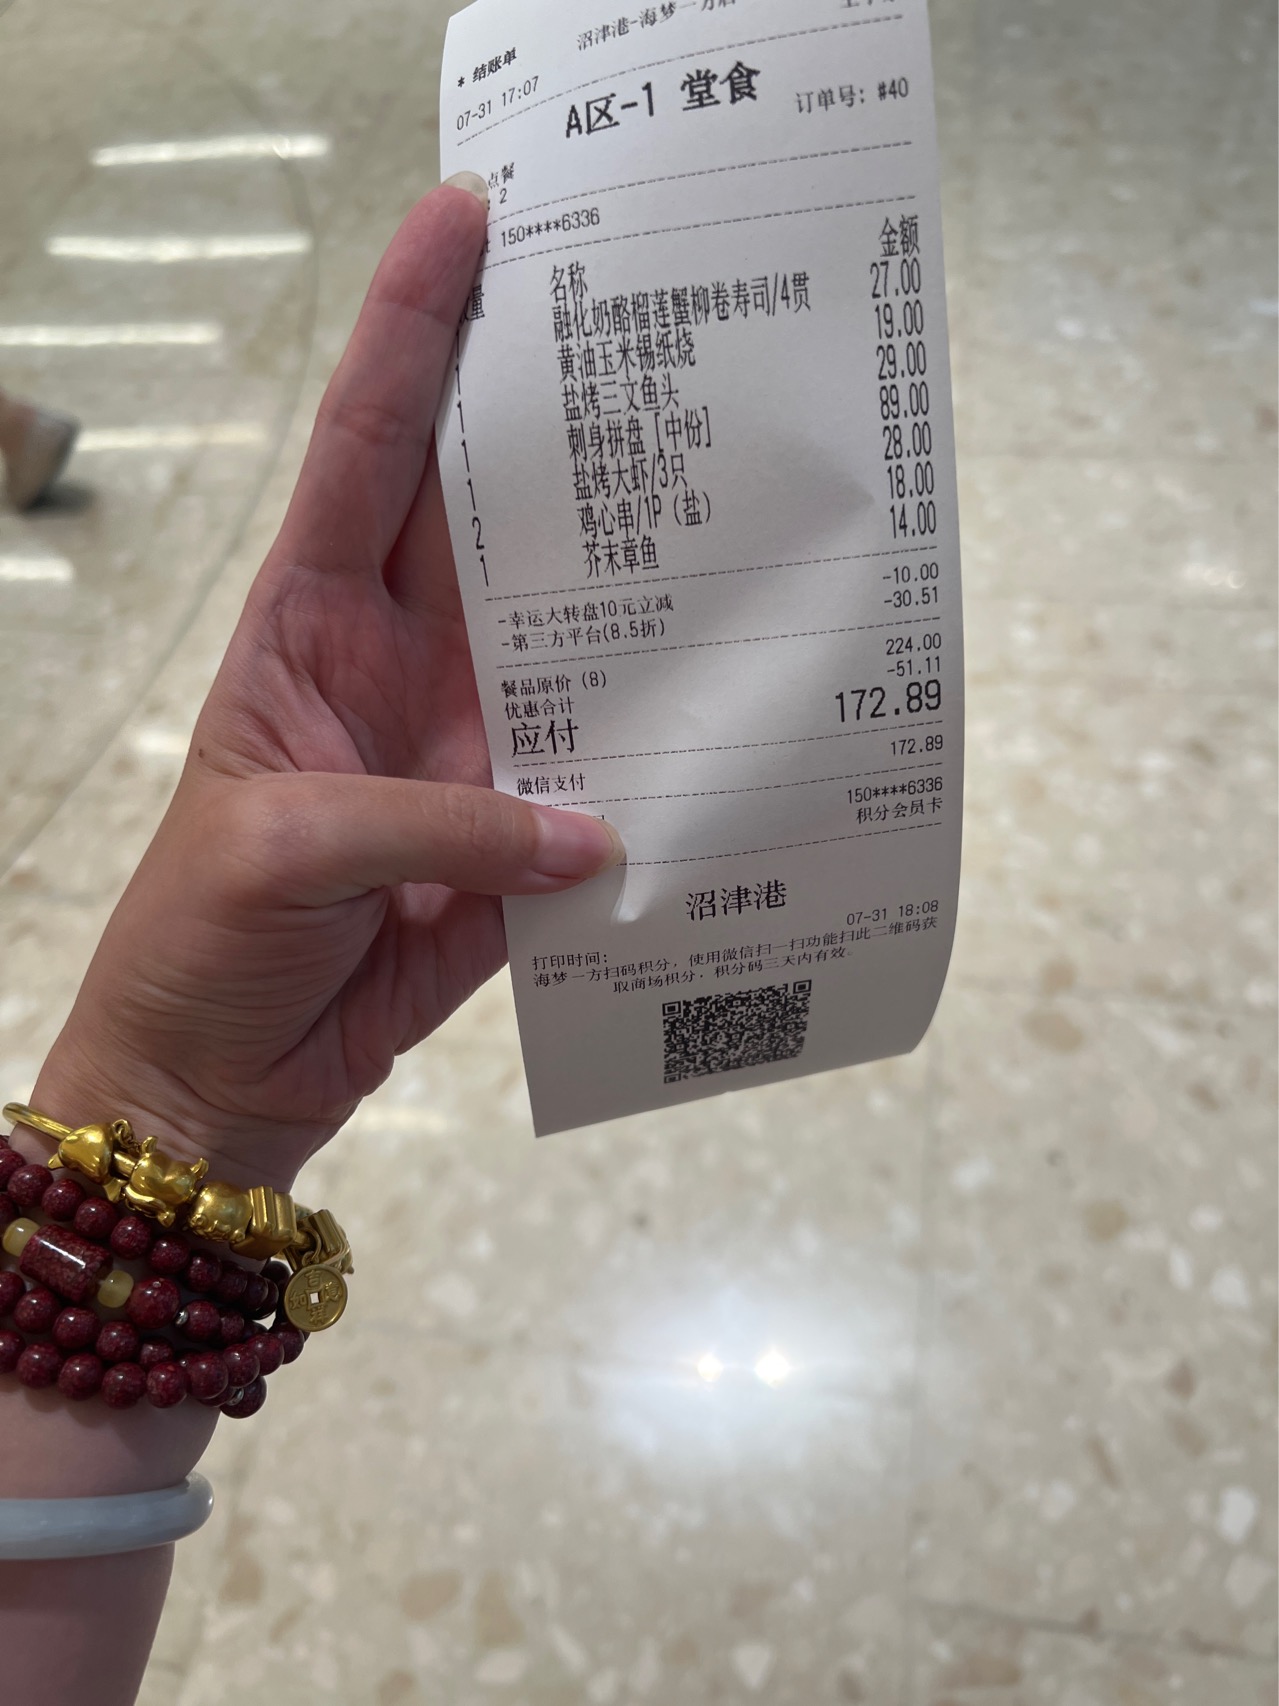 沼津港-海梦一方店
* 结账单
07-31 17:07
A区-1 堂食
订单号: #40
点餐
: 2
150****6336
量 名称 金额
1 融化奶酪榴莲蟹柳卷寿司/4贯 27.00
1 黄油玉米锡纸烧 19.00
1 盐烤三文鱼头 29.00
1 刺身拼盘[中份] 89.00
1 盐烤大虾/3只 28.00
2 鸡心串/1P (盐) 18.00
1 芥末章鱼 14.00
-幸运大转盘10元立减 -10.00
-第三方平台(8.5折) -30.51
餐品原价 (8) 224.00
优惠合计 -51.11
应付 172.89
微信支付 172.89
150****6336
积分会员卡
沼津港
打印时间: 07-31 18:08
海梦一方扫码积分, 使用微信扫一扫功能扫此二维码获
取商场积分, 积分码三天内有效。